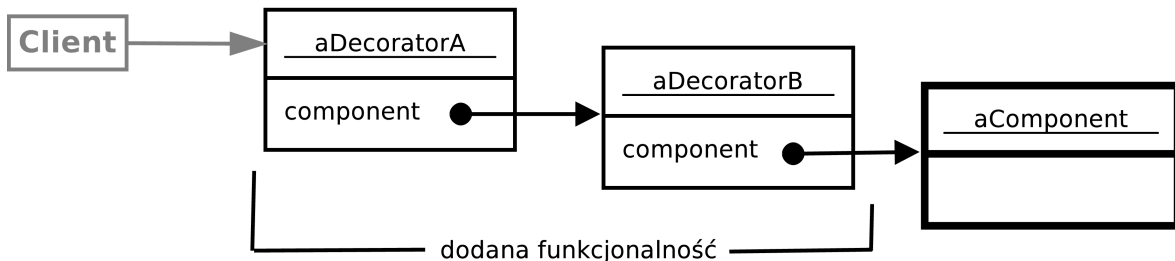 Client
aDecoratorA
component
aDecoratorB
component
aComponent
dodana funkcjonalność